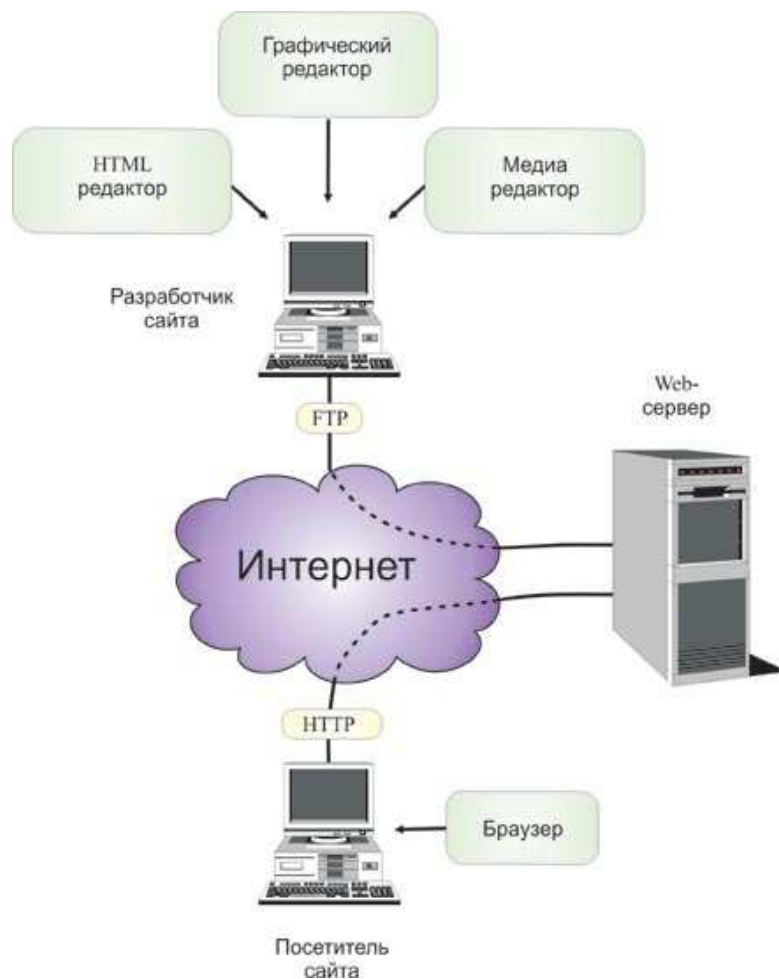 Графический
редактор
HTML
редактор
Медиа
редактор
Разработчик
сайта
Web-
сервер
FTP
Интернет
HTTP
Браузер
Посетитель
сайта